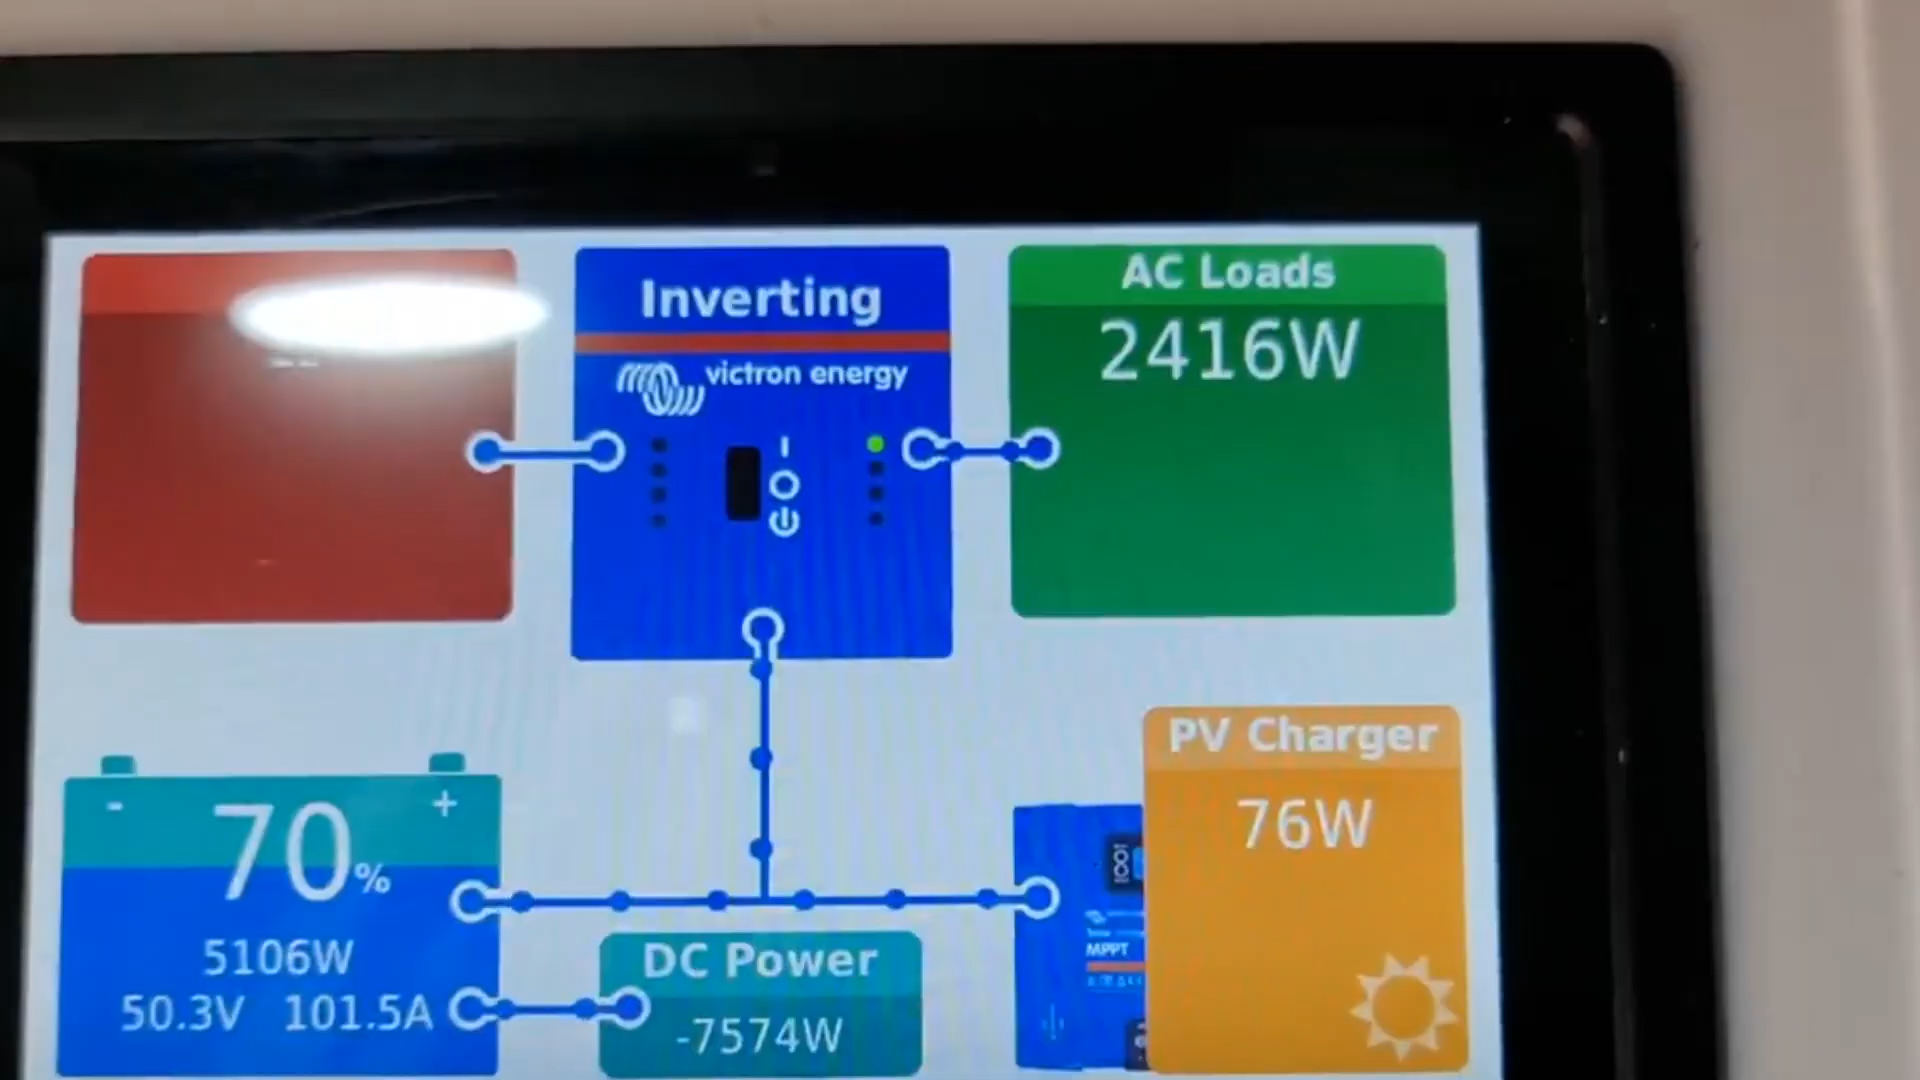 Inverting
victron energy
AC Loads
2416W
- +
70%
5106W
50.3V 101.5A
DC Power
-7574W
PV Charger
76W
MPPT